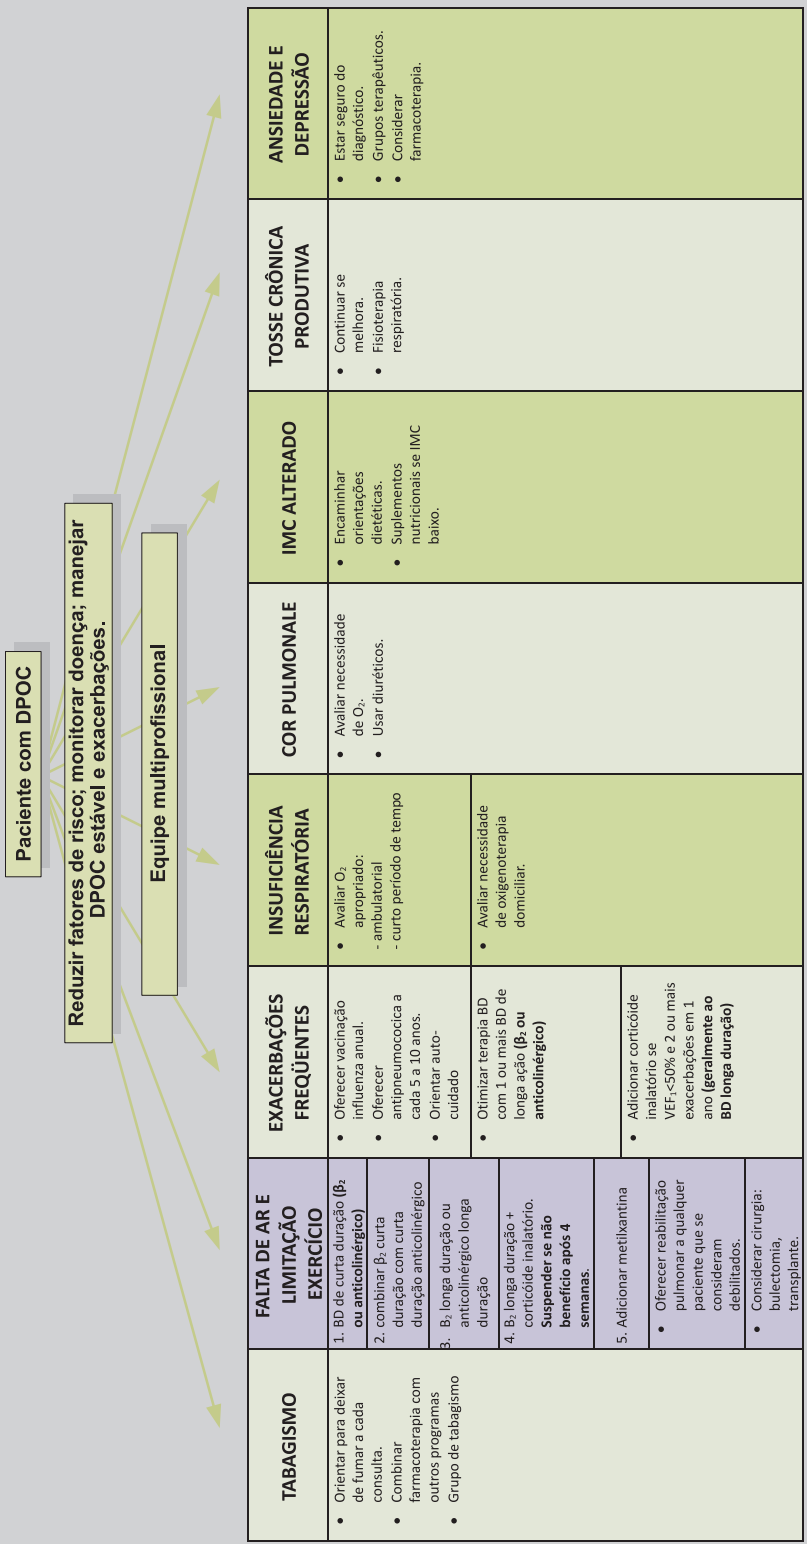 Paciente com DPOC
Reduzir fatores de risco; monitorar doença; manejar
DPOC estável e exacerbações.
Equipe multiprofissional
TABAGISMO
• Orientar para deixar
de fumar a cada
consulta.
• Combinar
farmacoterapia com
outros programas
• Grupo de tabagismo
FALTA DE AR E
LIMITAÇÃO
EXERCÍCIO
1. BD de curta duração (β₂
ou anticolinérgico)
2. combinar β₂ curta
duração com curta
duração anticolinérgico
3. B₂ longa duração ou
anticolinérgico longa
duração
4. B₂ longa duração +
corticóide inalatório.
Suspender se não
benefício após 4
semanas.
5. Adicionar metilxantina
• Oferecer reabilitação
pulmonar a qualquer
paciente que se
consideram
debilitados.
• Considerar cirurgia:
bulectomia,
transplante.
EXACERBAÇÕES
FREQÜENTES
• Oferecer vacinação
influenza anual.
• Oferecer
antipneumococica a
cada 5 a 10 anos.
• Orientar auto-
cuidado
• Otimizar terapia BD
com 1 ou mais BD de
longa ação (β₂ ou
anticolinérgico)
• Adicionar corticóide
inalatório se
VEF₁<50% e 2 ou mais
exacerbações em 1
ano (geralmente ao
BD longa duração)
INSUFICIÊNCIA
RESPIRATÓRIA
• Avaliar O₂
apropriado:
- ambulatorial
- curto período de tempo
• Avaliar necessidade
de oxigenoterapia
domiciliar.
COR PULMONALE
• Avaliar necessidade
de O₂.
• Usar diuréticos.
IMC ALTERADO
• Encaminhar
orientações
dietéticas.
• Suplementos
nutricionais se IMC
baixo.
TOSSE CRÔNICA
PRODUTIVA
• Continuar se
melhora.
• Fisioterapia
respiratória.
ANSIEDADE E
DEPRESSÃO
• Estar seguro do
diagnóstico.
• Grupos terapêuticos.
• Considerar
farmacoterapia.